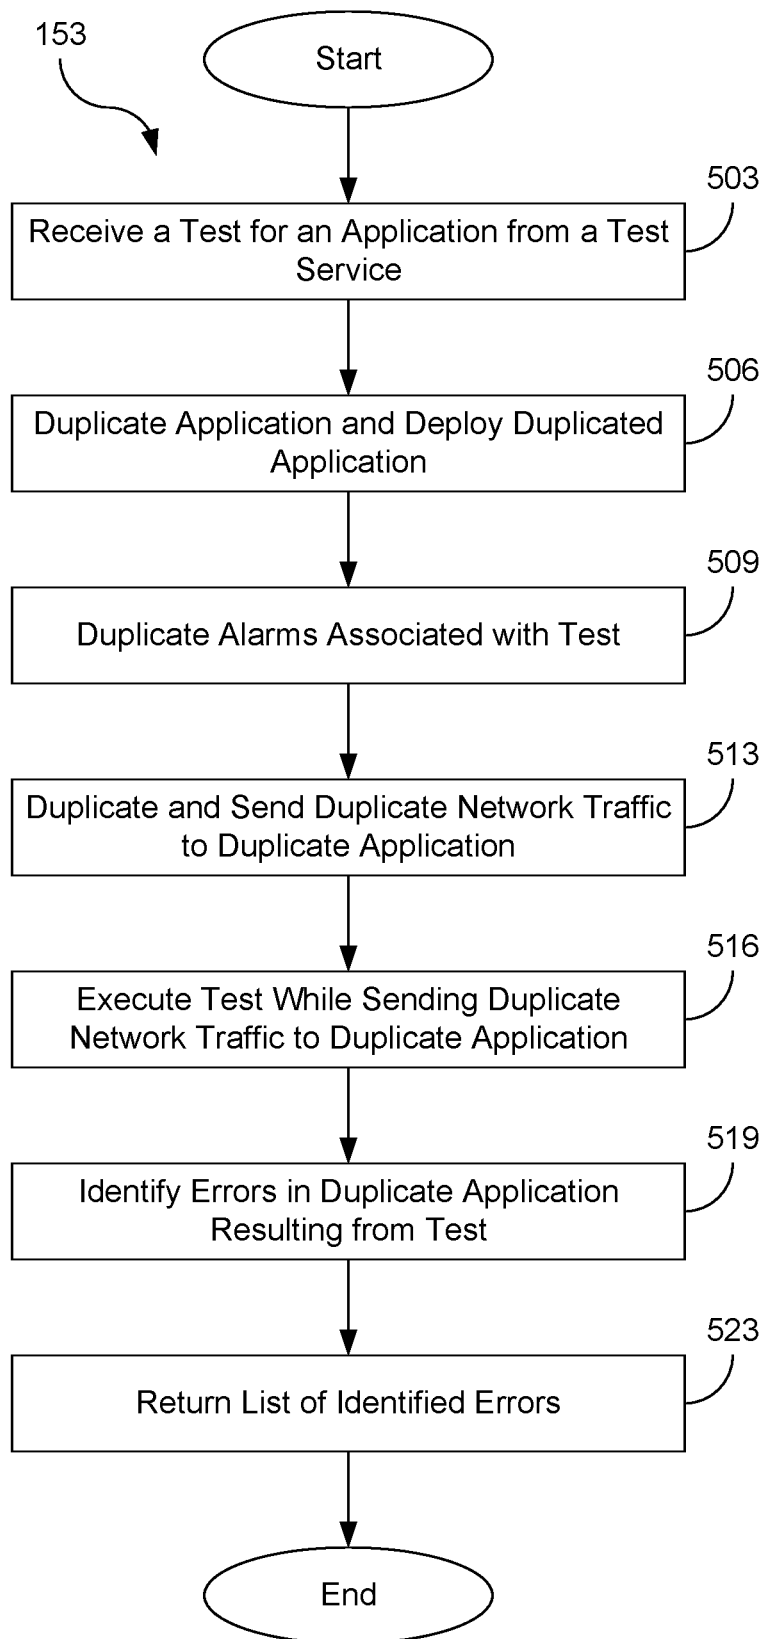 153
Start
503
Receive a Test for an Application from a Test
Service
506
Duplicate Application and Deploy Duplicated
Application
509
Duplicate Alarms Associated with Test
513
Duplicate and Send Duplicate Network Traffic
to Duplicate Application
516
Execute Test While Sending Duplicate
Network Traffic to Duplicate Application
519
Identify Errors in Duplicate Application
Resulting from Test
523
Return List of Identified Errors
End